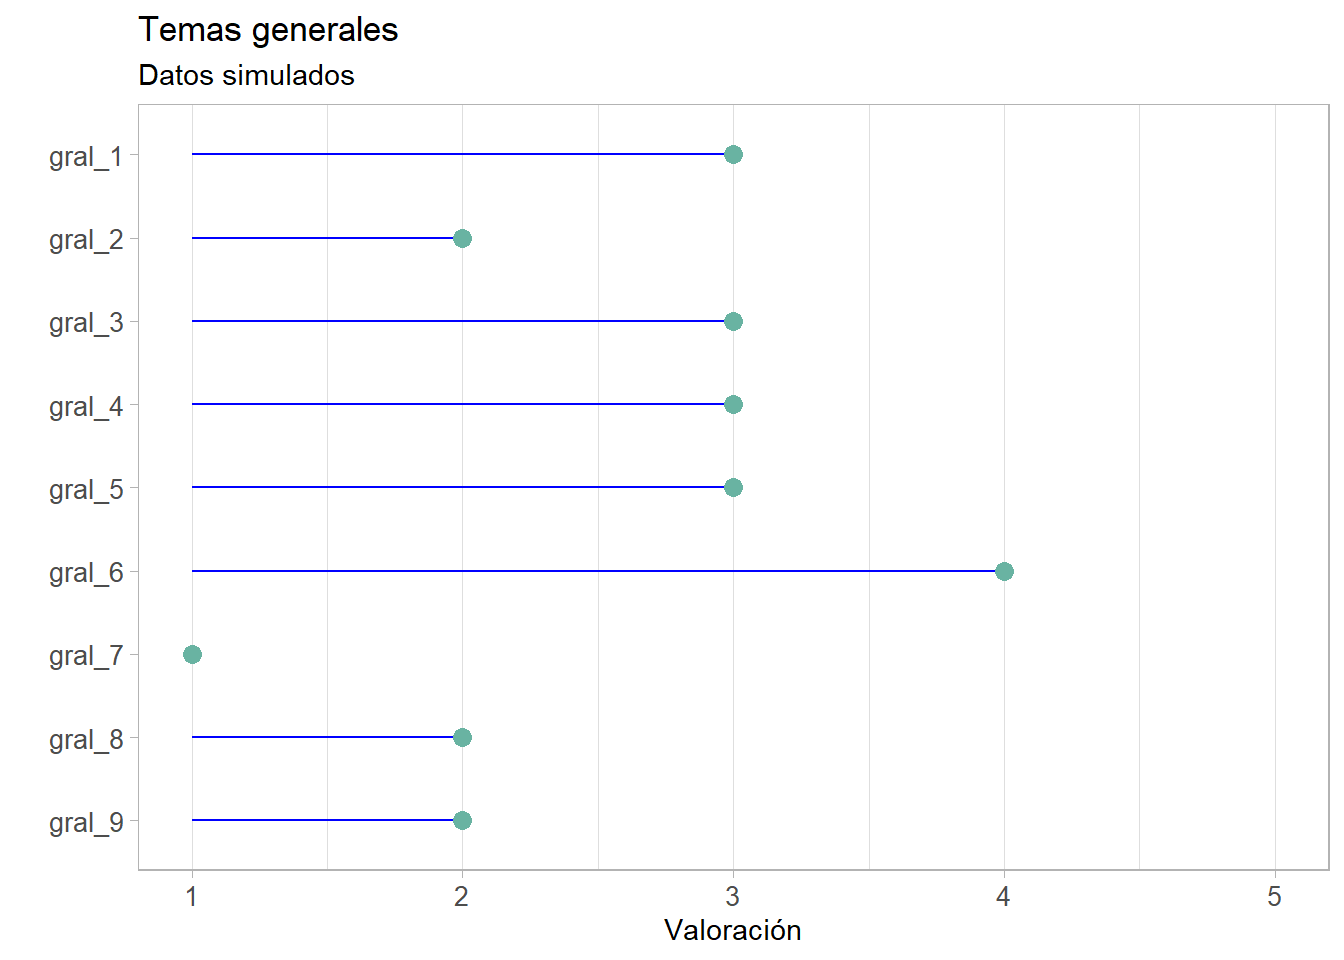 Temas generales
Datos simulados
gral_1
gral_2
gral_3
gral_4
gral_5
gral_6
gral_7
gral_8
gral_9
1 2 3 4 5
Valoración